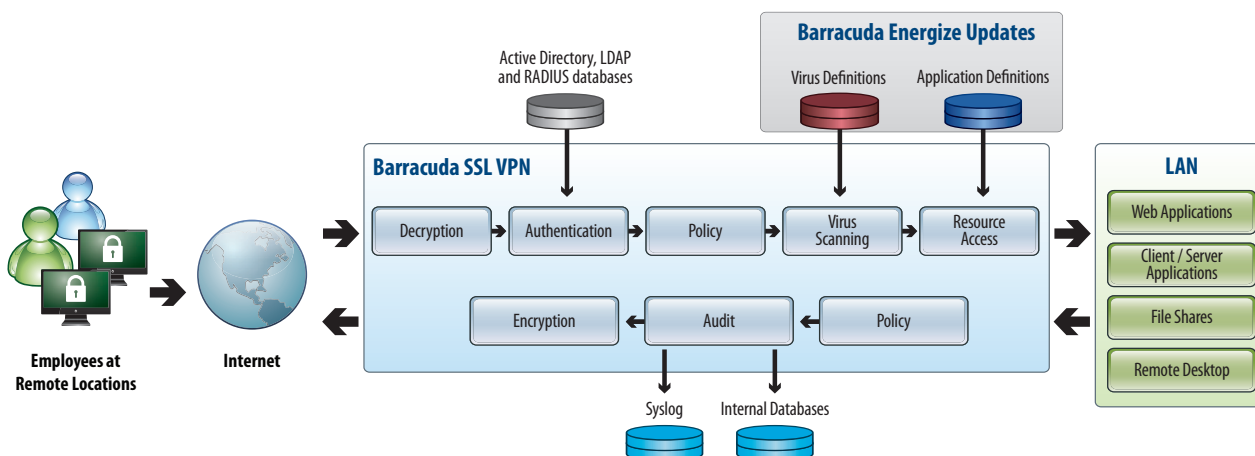 Barracuda Energize Updates
Active Directory, LDAP
and RADIUS databases
Virus Definitions
Application Definitions
Barracuda SSL VPN
LAN
Decryption
Authentication
Policy
Virus
Scanning
Resource
Access
Web Applications
Client / Server
Applications
File Shares
Remote Desktop
Encryption
Audit
Policy
Employees at
Remote Locations
Internet
Syslog
Internal Databases